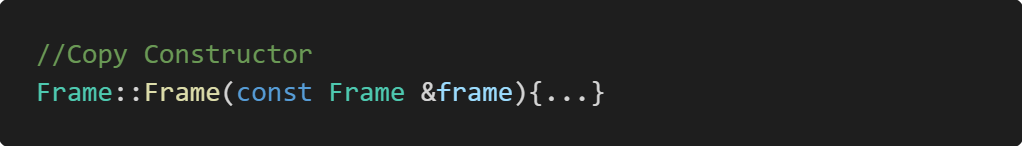 //Copy Constructor
Frame::Frame(const Frame &frame){...}